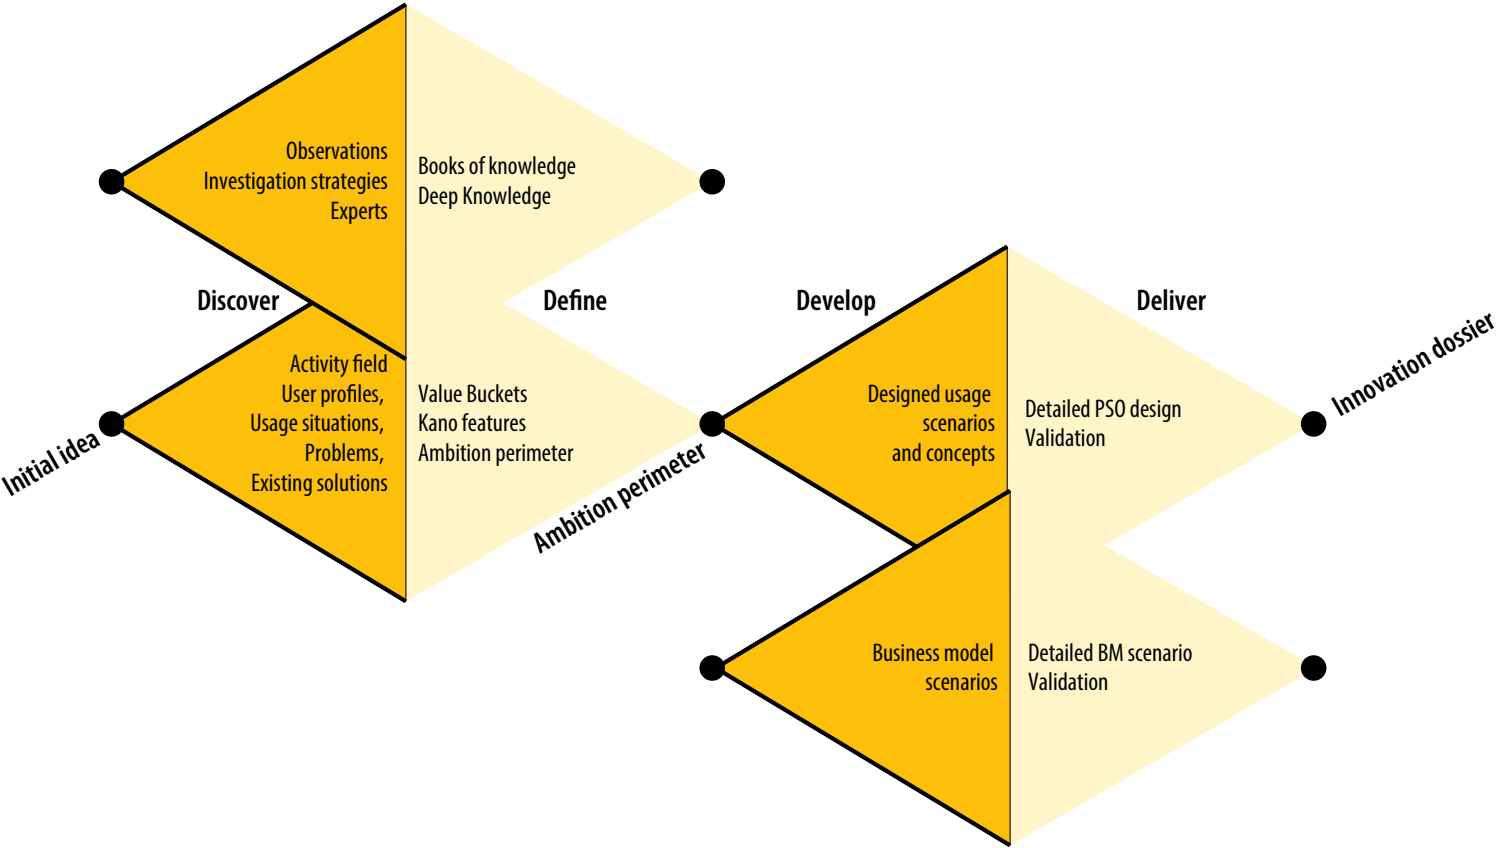 Observations
Investigation strategies
Experts
Books of knowledge
Deep Knowledge
Discover
Define
Develop
Deliver
Activity field
User profiles,
Usage situations,
Problems,
Existing solutions
Value Buckets
Kano features
Ambition perimeter
Designed usage
scenarios
and concepts
Detailed PSO design
Validation
Initial idea
Ambition perimeter
Innovation dossier
Business model
scenarios
Detailed BM scenario
Validation